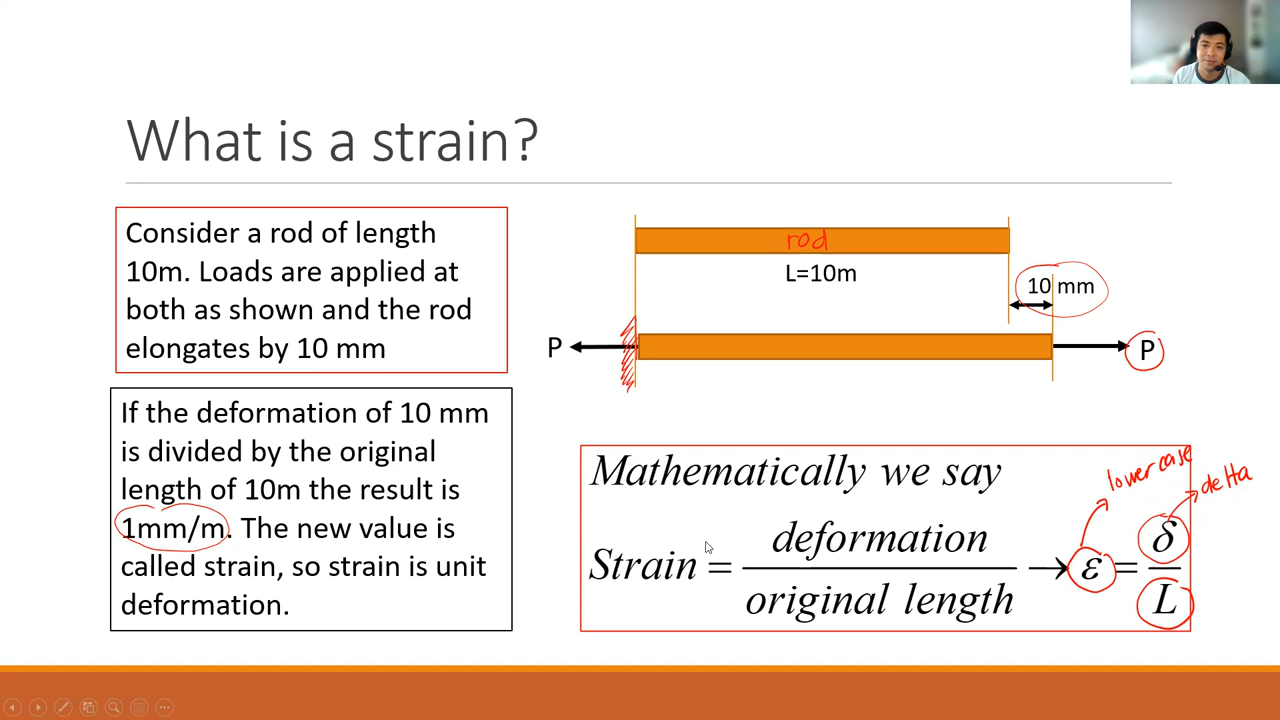 What is a strain?
Consider a rod of length
10m. Loads are applied at
both as shown and the rod
elongates by 10 mm
If the deformation of 10 mm
is divided by the original
length of 10m the result is
1mm/m. The new value is
called strain, so strain is unit
deformation.
rod
L=10m
10 mm
P
P
Mathematically we say
lower case
delta
Strain = deformation / original length → ε = δ / L